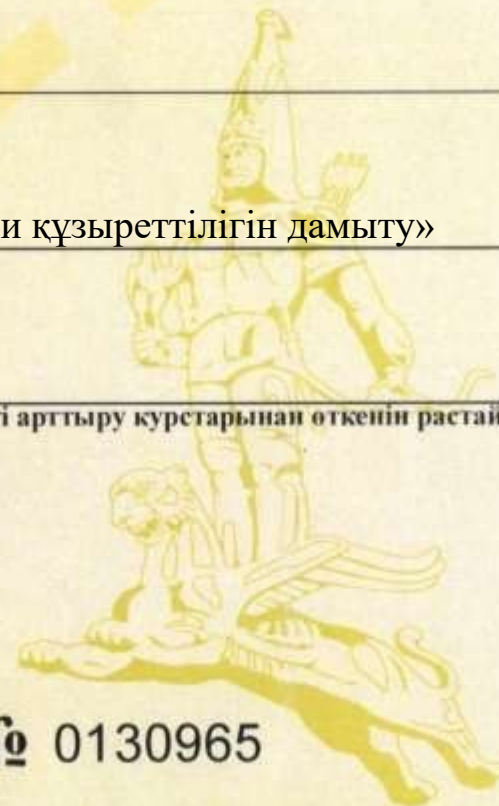 и құзыреттілігін дамыту»
і арттыру курстарынан өткенін растай
№ 0130965